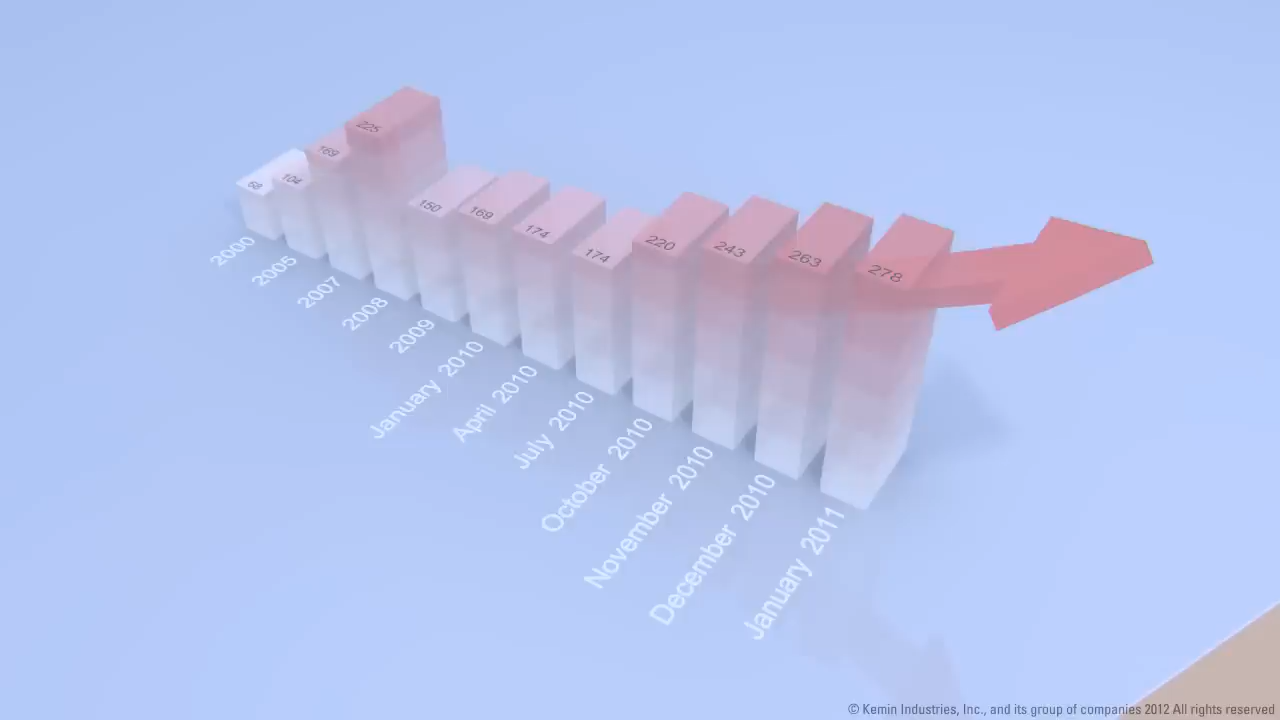 68
104
169
225
150
169
174
174
220
243
263
278
2000
2005
2007
2008
2009
January 2010
April 2010
July 2010
October 2010
November 2010
December 2010
January 2011
© Kemin Industries, Inc., and its group of companies 2012 All rights reserved